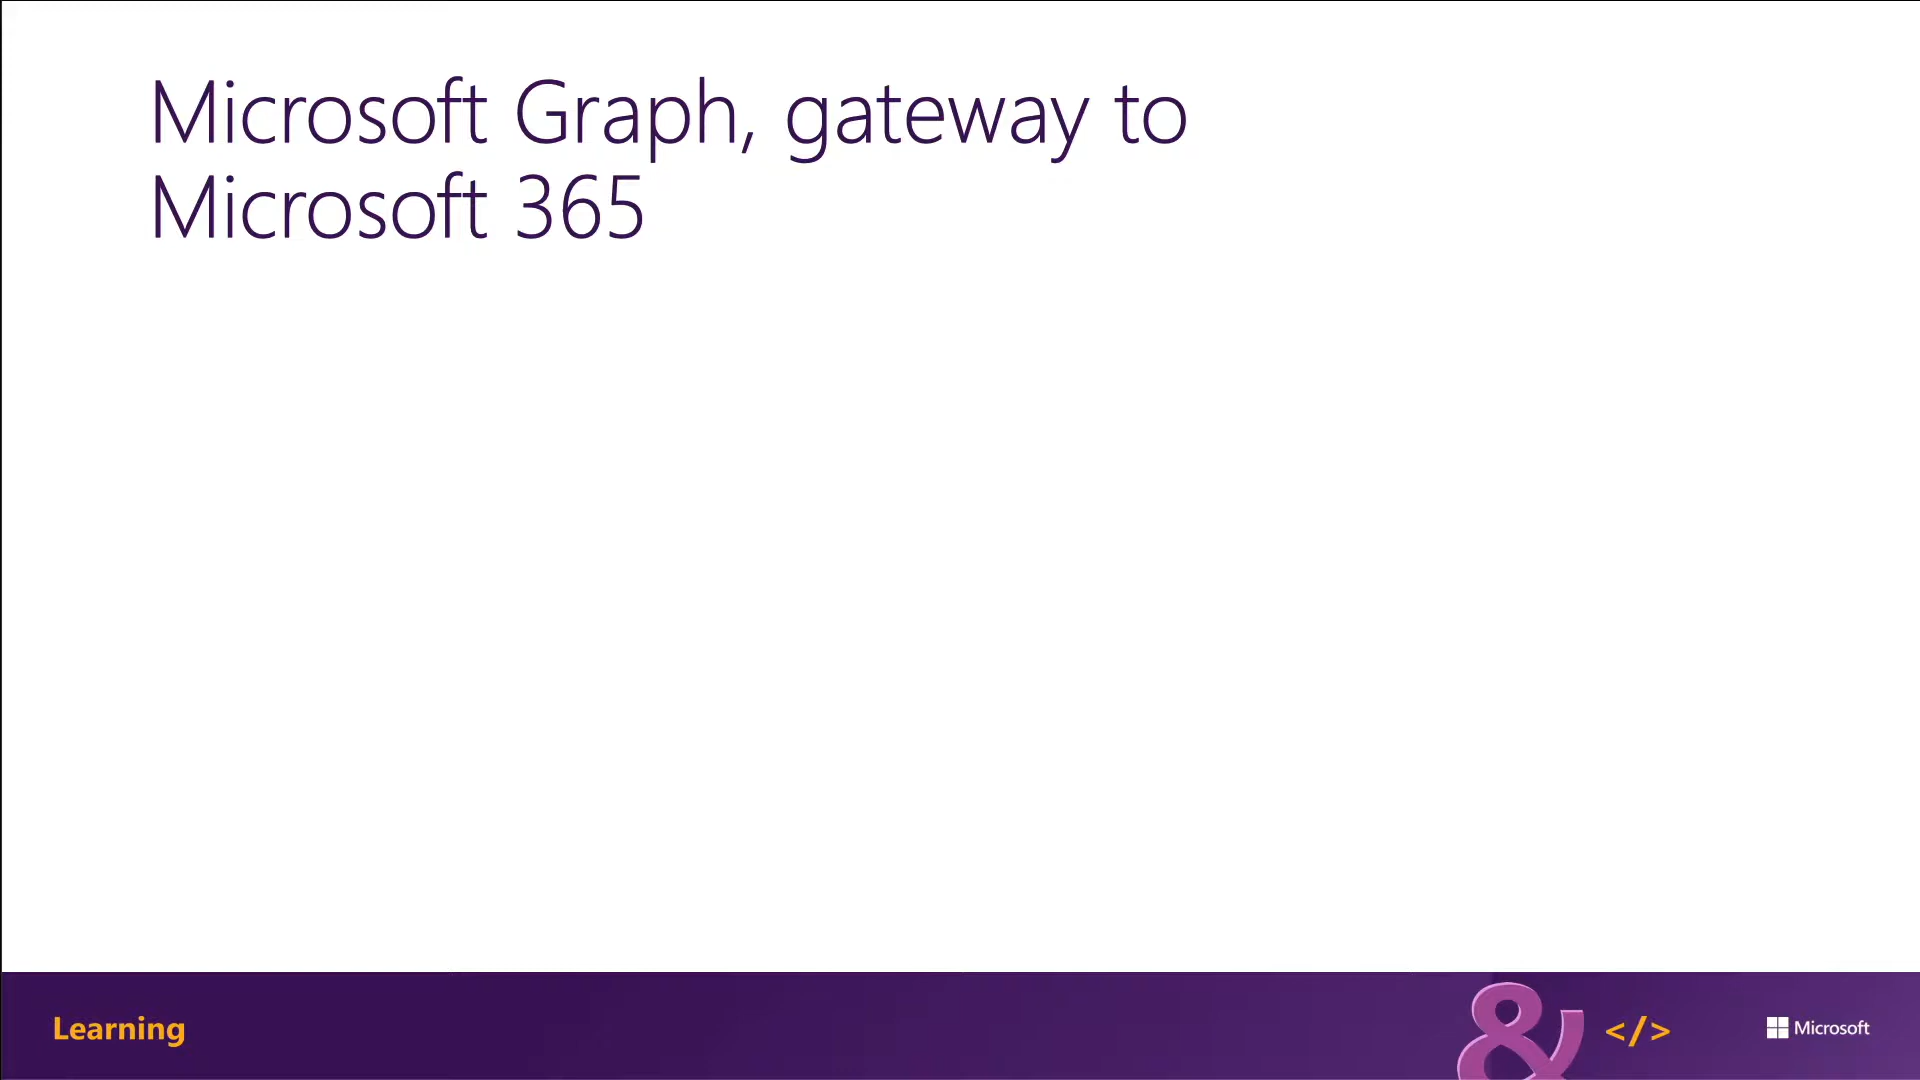 Microsoft Graph, gateway to
Microsoft 365
Learning
& </>
Microsoft